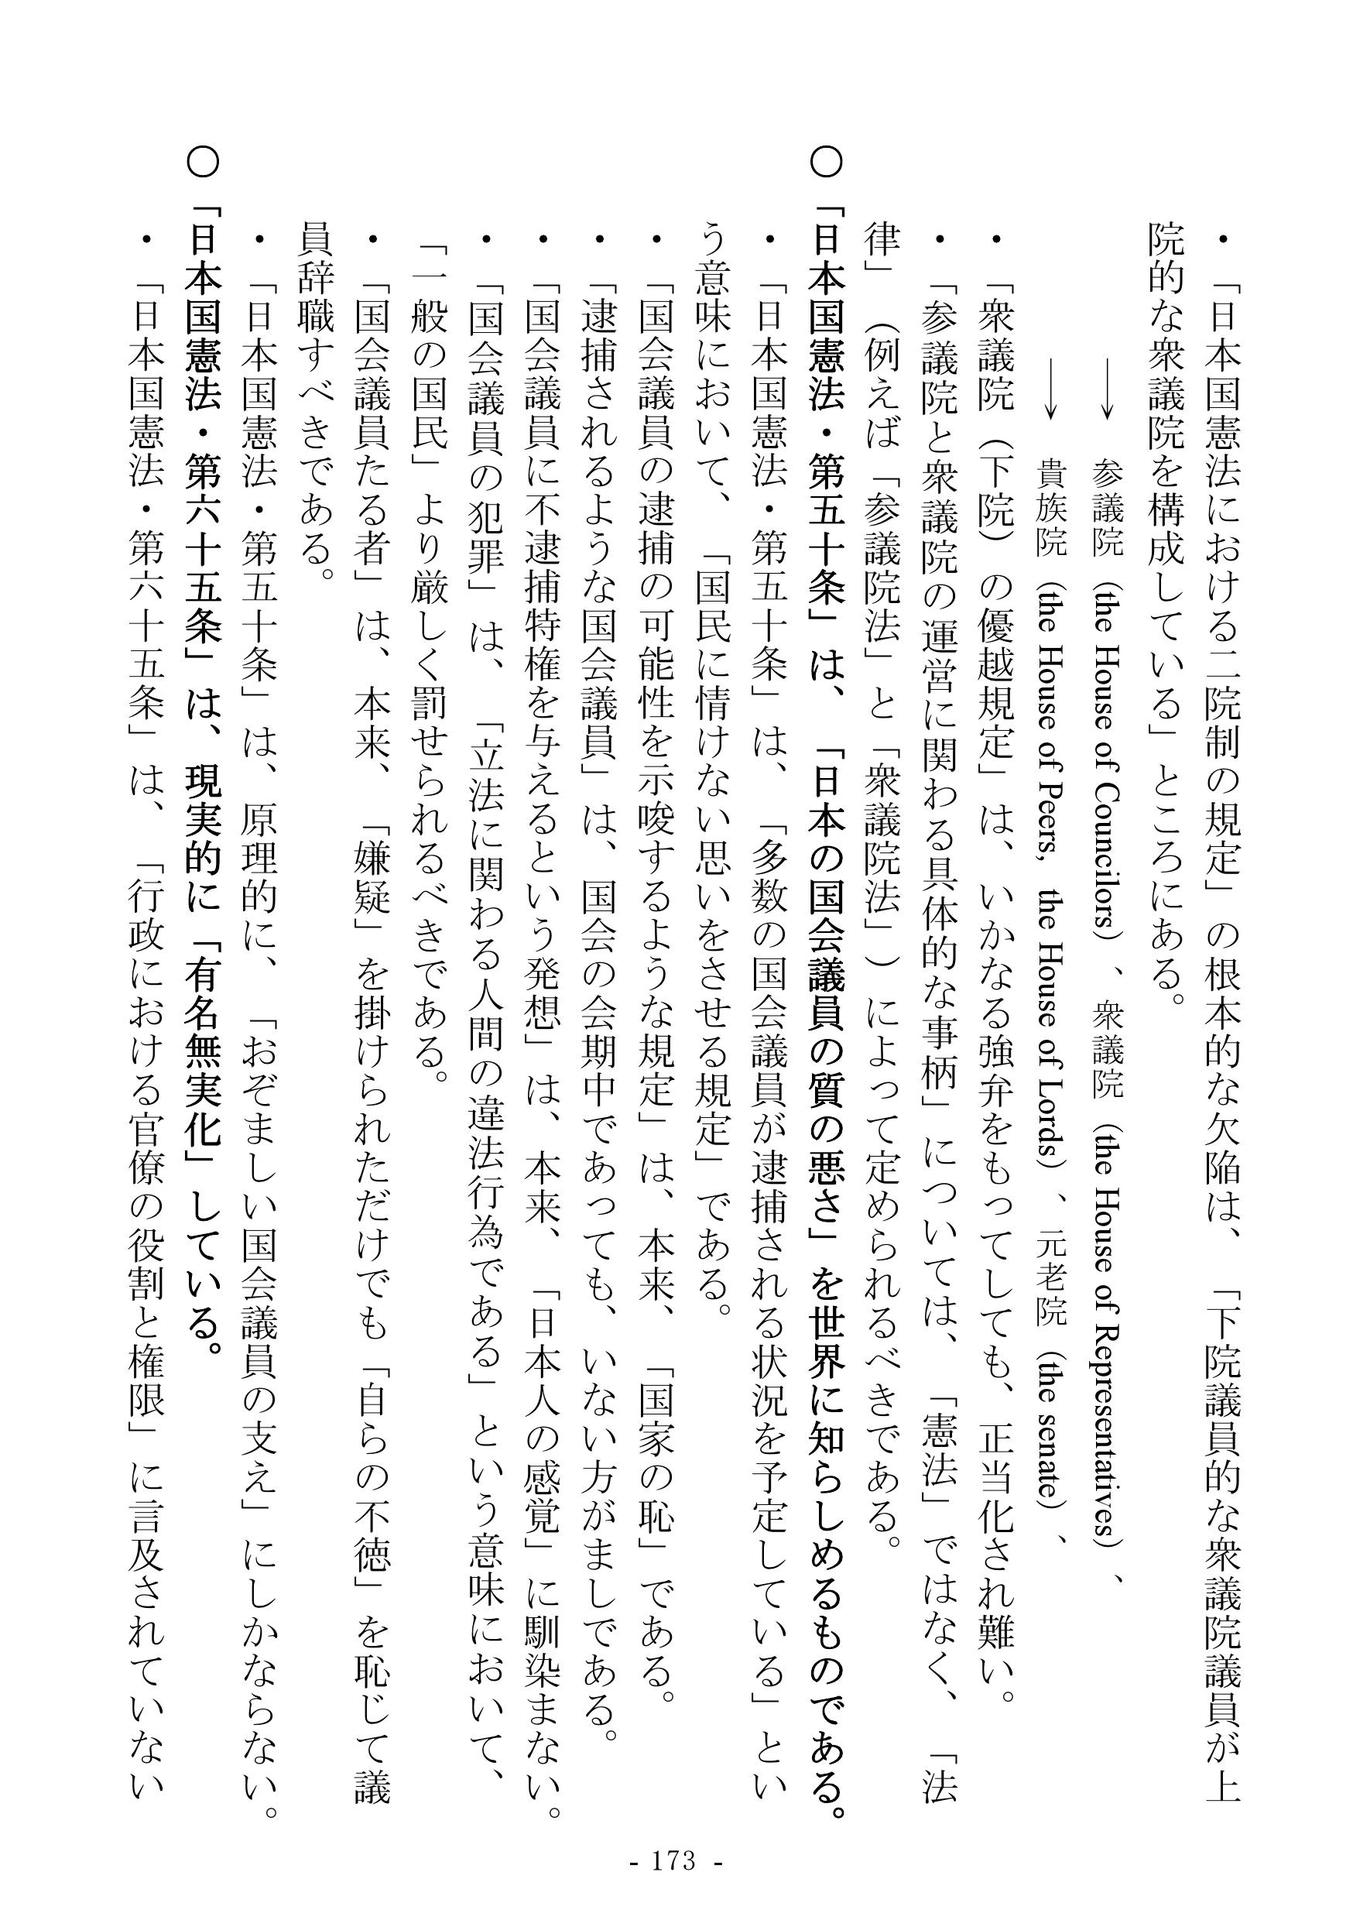 ・「日本国憲法における二院制の規定」の根本的な欠陥は、「下院議員的な衆議院議員が上
院的な衆議院を構成している」ところにある。
→ 参議院（the House of Councilors）、衆議院（the House of Representatives）、
→ 貴族院（the House of Peers, the House of Lords）、元老院（the senate）、
・「衆議院（下院）の優越規定」は、いかなる強弁をもってしても、正当化され難い。
・「参議院と衆議院の運営に関わる具体的な事柄」については、「憲法」ではなく、「法
律」（例えば「参議院法」と「衆議院法」）によって定められるべきである。
○「日本国憲法・第五十条」は、「日本の国会議員の質の悪さ」を世界に知らしめるものである。
・「日本国憲法・第五十条」は、「多数の国会議員が逮捕される状況を予定している」とい
う意味において、「国民に情けない思いをさせる規定」である。
・「国会議員の逮捕の可能性を示唆するような規定」は、本来、「国家の恥」である。
・「逮捕されるような国会議員」は、国会の会期中であっても、いない方がましである。
・「国会議員に不逮捕特権を与えるという発想」は、本来、「日本人の感覚」に馴染まない。
・「国会議員の犯罪」は、「立法に関わる人間の違法行為である」という意味において、
「一般の国民」より厳しく罰せられるべきである。
・「国会議員たる者」は、本来、「嫌疑」を掛けられただけでも「自らの不徳」を恥じて議
員辞職すべきである。
・「日本国憲法・第五十条」は、原理的に、「おぞましい国会議員の支え」にしかならない。
○「日本国憲法・第六十五条」は、現実的に「有名無実化」している。
・「日本国憲法・第六十五条」は、「行政における官僚の役割と権限」に言及されていない
- 173 -